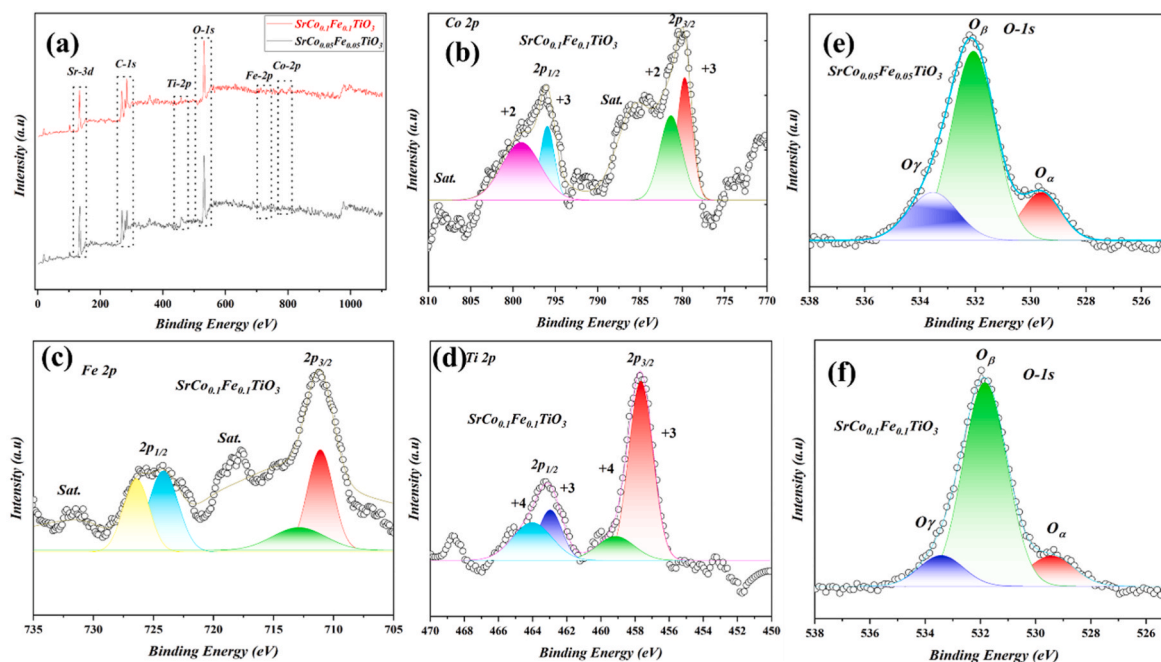 (a)
SrCo0.1Fe0.1TiO3
SrCo0.05Fe0.05TiO3
O-1s
Sr-3d
C-1s
Ti-2p
Fe-2p
Co-2p
Intensity (a.u)
0 200 400 600 800 1000
Binding Energy (eV)
Co 2p
(b)
SrCo0.1Fe0.1TiO3
2p3/2
2p1/2
+3
+2
+3
+2
Sat.
Sat.
Intensity (a.u)
810 805 799 795 789 785 780 775 770
Binding Energy (eV)
(e)
Oβ
O-1s
SrCo0.05Fe0.05TiO3
Oγ
Oα
Intensity (a.u)
538 536 534 532 530 528 526
Binding Energy (eV)
(c)
Fe 2p
2p3/2
SrCo0.1Fe0.1TiO3
2p1/2
Sat.
Sat.
Intensity (a.u)
735 730 725 720 715 710 705
Binding Energy (eV)
(d)
Ti 2p
2p3/2
SrCo0.1Fe0.1TiO3
+3
2p1/2
+4
+3
+4
Intensity (a.u)
470 468 466 464 462 460 458 456 454 452 450
Binding Energy (eV)
Oβ
O-1s
(f)
SrCo0.1Fe0.1TiO3
Oγ
Oα
Intensity (a.u)
538 536 534 532 530 528 526
Binding Energy (eV)